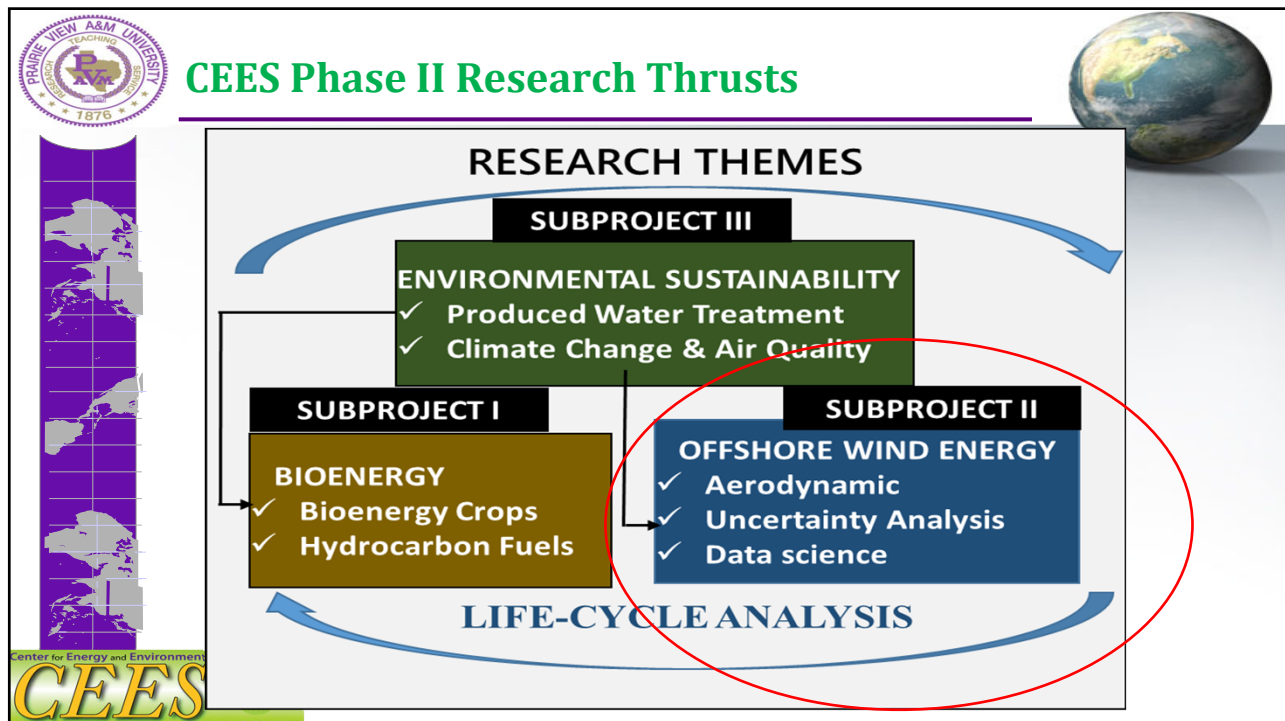 PRAIRIE VIEW A&M UNIVERSITY
TEACHING
RESEARCH
SERVICE
PVAM
1876
CEES Phase II Research Thrusts
RESEARCH THEMES
SUBPROJECT III
ENVIRONMENTAL SUSTAINABILITY
✓ Produced Water Treatment
✓ Climate Change & Air Quality
SUBPROJECT I
BIOENERGY
✓ Bioenergy Crops
✓ Hydrocarbon Fuels
SUBPROJECT II
OFFSHORE WIND ENERGY
✓ Aerodynamic
✓ Uncertainty Analysis
✓ Data science
LIFE-CYCLE ANALYSIS
Center for Energy and Environment
CEES